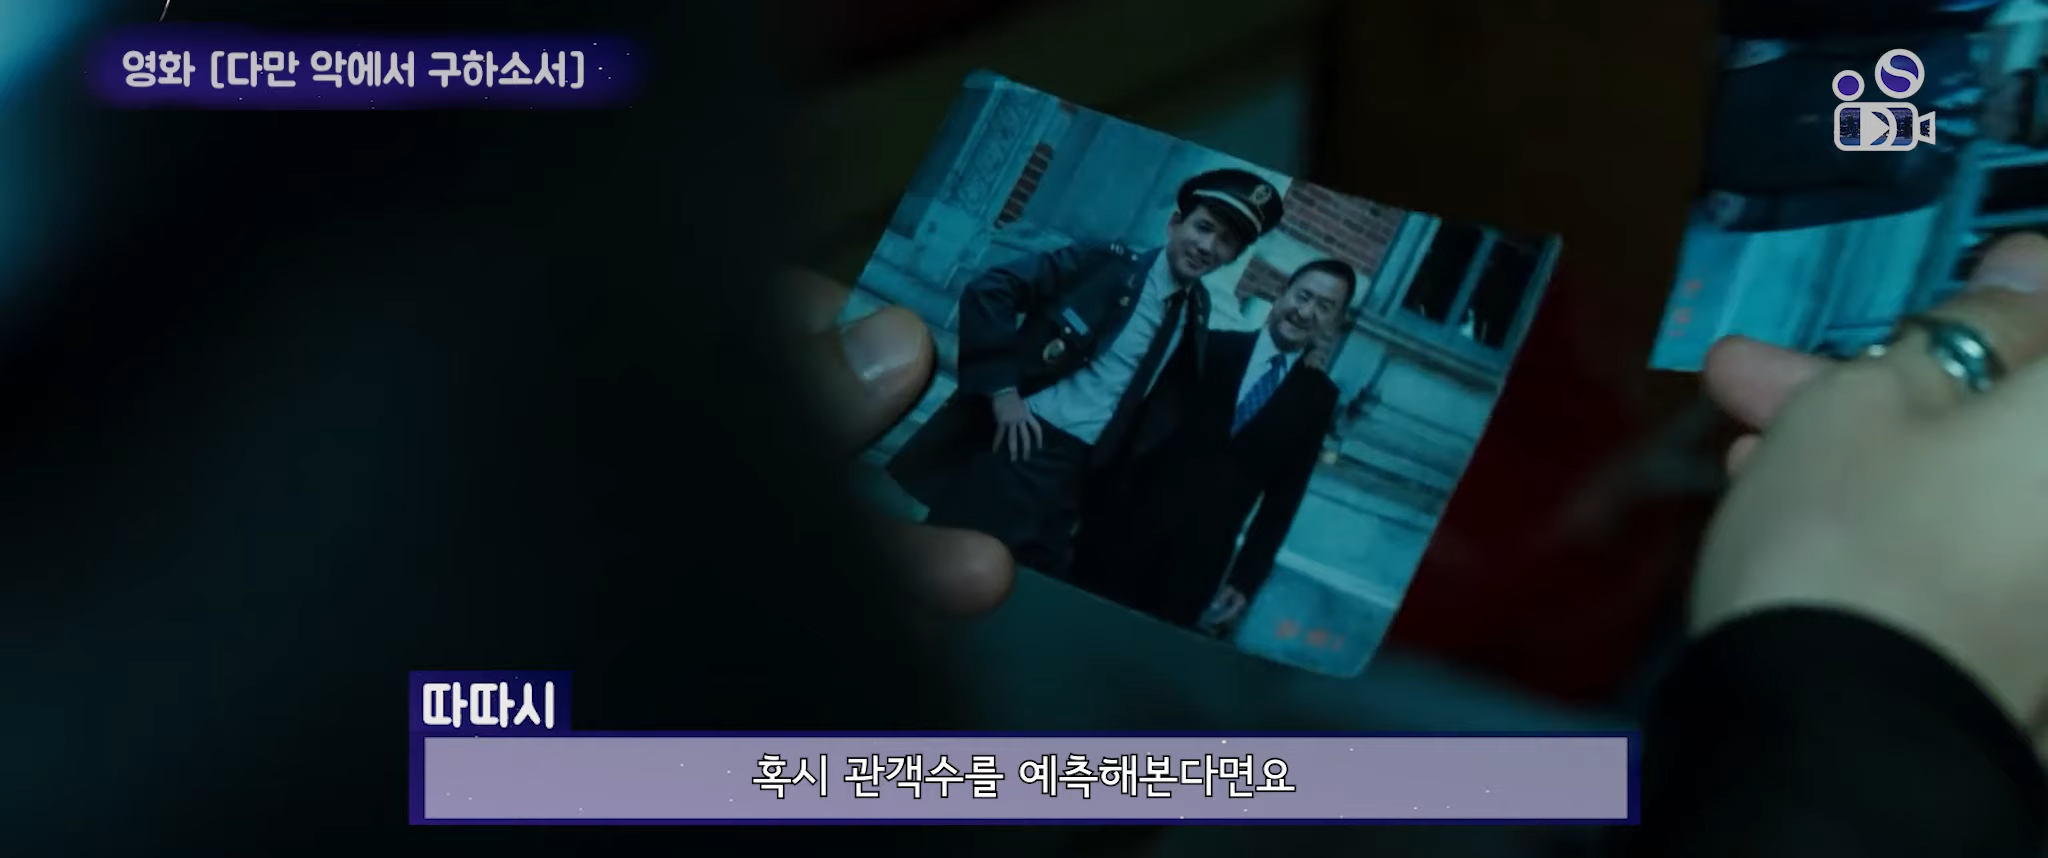 영화 [다만 악에서 구하소서]
따따시
혹시 관객수를 예측해본다면요